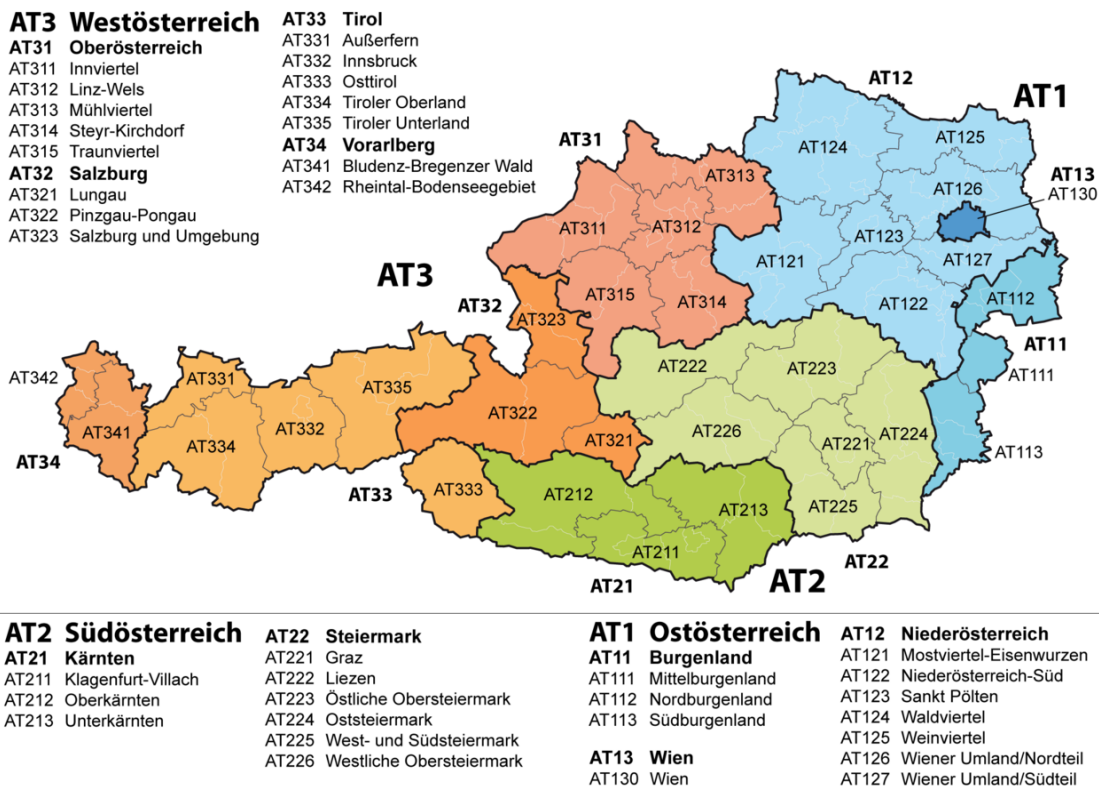 AT3 Westösterreich
AT31 Oberösterreich
AT311 Innviertel
AT312 Linz-Wels
AT313 Mühlviertel
AT314 Steyr-Kirchdorf
AT315 Traunviertel
AT32 Salzburg
AT321 Lungau
AT322 Pinzgau-Pongau
AT323 Salzburg und Umgebung
AT33 Tirol
AT331 Außerfern
AT332 Innsbruck
AT333 Osttirol
AT334 Tiroler Oberland
AT335 Tiroler Unterland
AT34 Vorarlberg
AT341 Bludenz-Bregenzer Wald
AT342 Rheintal-Bodenseegebiet
AT12
AT1
AT125
AT31
AT124
AT313
AT13
AT126
AT130
AT311
AT312
AT123
AT121
AT127
AT3
AT315
AT314
AT122
AT112
AT32
AT323
AT11
AT222
AT223
AT111
AT342
AT331
AT335
AT322
AT341
AT334
AT332
AT321
AT226
AT221
AT224
AT113
AT34
AT33
AT333
AT212
AT213
AT225
AT211
AT22
AT21
AT2
AT2 Südösterreich
AT21 Kärnten
AT211 Klagenfurt-Villach
AT212 Oberkärnten
AT213 Unterkärnten
AT22 Steiermark
AT221 Graz
AT222 Liezen
AT223 Östliche Obersteiermark
AT224 Oststeiermark
AT225 West- und Südsteiermark
AT226 Westliche Obersteiermark
AT1 Ostösterreich
AT11 Burgenland
AT111 Mittelburgenland
AT112 Nordburgenland
AT113 Südburgenland
AT13 Wien
AT130 Wien
AT12 Niederösterreich
AT121 Mostviertel-Eisenwurzen
AT122 Niederösterreich-Süd
AT123 Sankt Pölten
AT124 Waldviertel
AT125 Weinviertel
AT126 Wiener Umland/Nordteil
AT127 Wiener Umland/Südteil